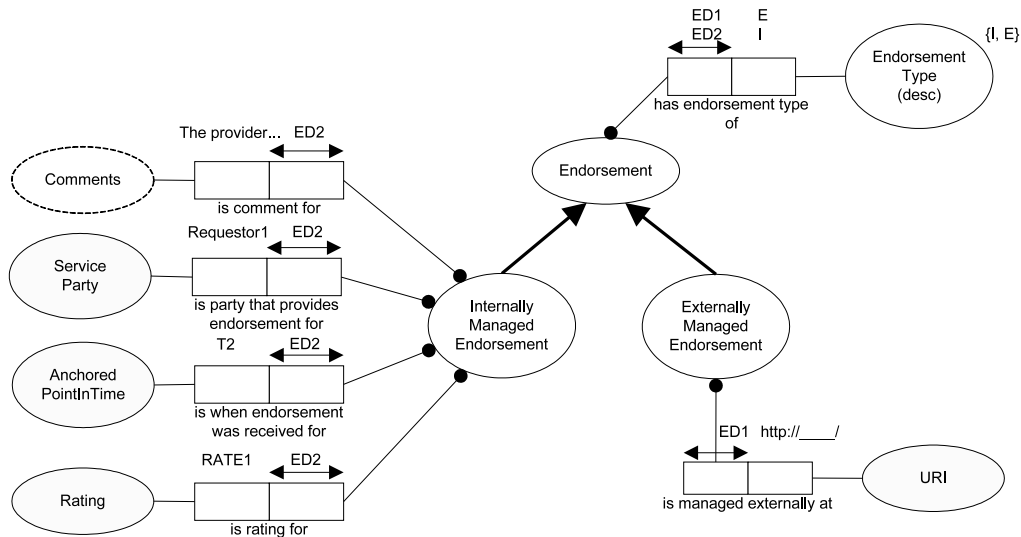 ED1 E
ED2 I
{I, E}
Endorsement
Type
(desc)
has endorsement type
of
Endorsement
The provider... ED2
Comments
is comment for
Requestor1 ED2
Service
Party
is party that provides
endorsement for
Internally
Managed
Endorsement
Externally
Managed
Endorsement
T2 ED2
Anchored
PointInTime
is when endorsement
was received for
ED1 http://____/
RATE1 ED2
Rating
is rating for
URI
is managed externally at